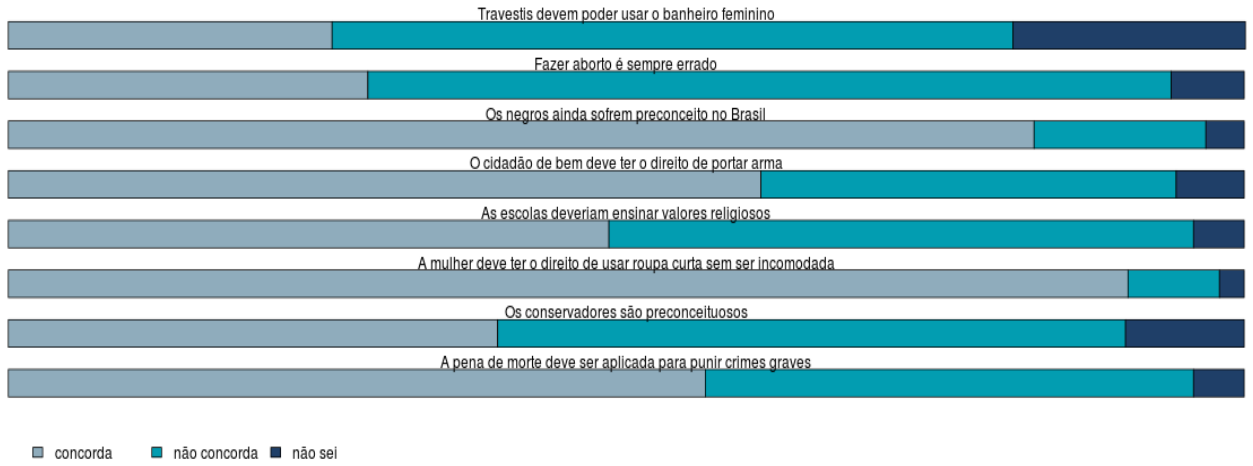 Travestis devem poder usar o banheiro feminino
Fazer aborto é sempre errado
Os negros ainda sofrem preconceito no Brasil
O cidadão de bem deve ter o direito de portar arma
As escolas deveriam ensinar valores religiosos
A mulher deve ter o direito de usar roupa curta sem ser incomodada
Os conservadores são preconceituosos
A pena de morte deve ser aplicada para punir crimes graves
concorda não concorda não sei